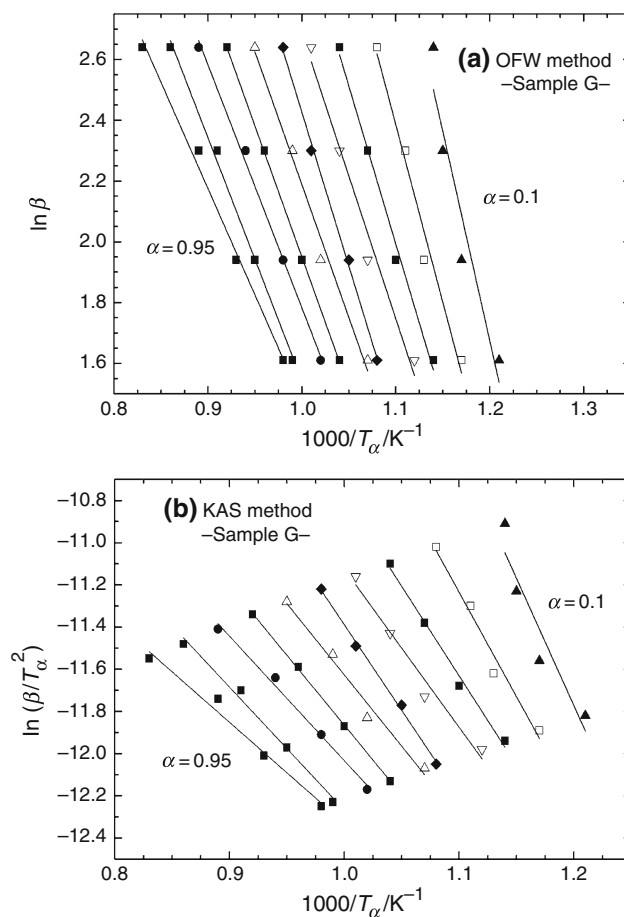 2.6
2.4
2.2
2.0
1.8
1.6
ln β
(a) OFW method
–Sample G–
α = 0.1
α = 0.95
0.8 0.9 1.0 1.1 1.2 1.3
1000/Tα/K⁻¹
−10.8
−11.0
−11.2
−11.4
−11.6
−11.8
−12.0
−12.2
−12.4
ln (β/Tα²)
(b) KAS method
–Sample G–
α = 0.1
α = 0.95
0.8 0.9 1.0 1.1 1.2
1000/Tα/K⁻¹